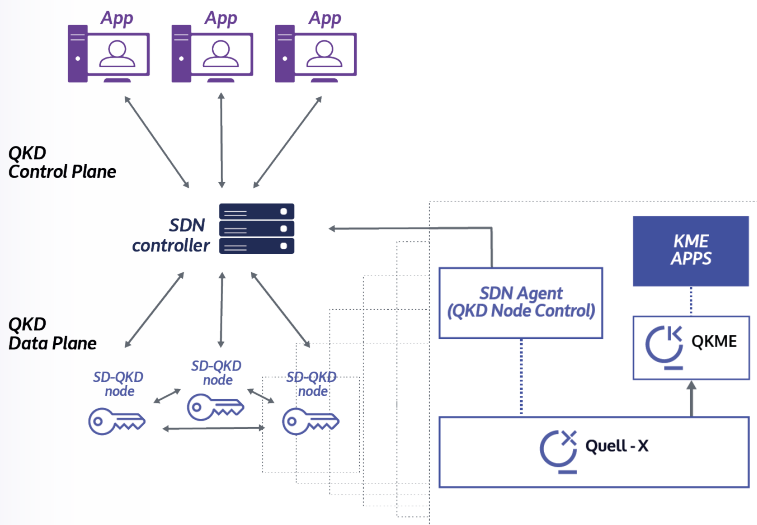 App
App
App
QKD
Control Plane
SDN
controller
QKD
Data Plane
SD-QKD
node
SD-QKD
node
SD-QKD
node
SDN Agent
(QKD Node Control)
KME
APPS
QKME
Quell - X